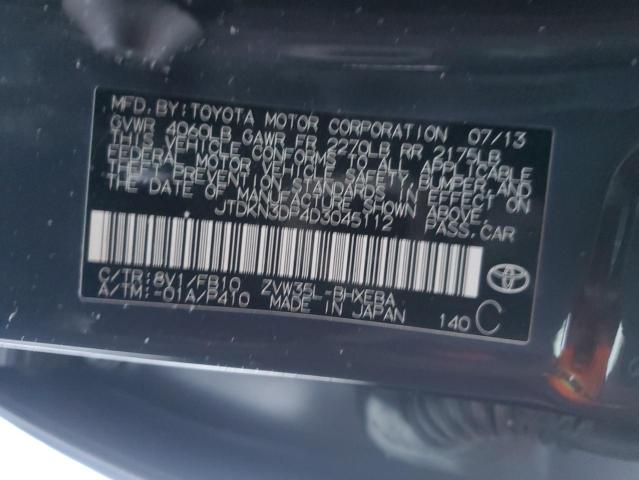 MFD. BY: TOYOTA MOTOR CORPORATION 07/13
GVWR 4060LB GAWR FR 2270LB RR 2175LB
THIS VEHICLE CONFORMS TO ALL APPLICABLE
FEDERAL MOTOR VEHICLE SAFETY, BUMPER, AND
THEFT PREVENTION STANDARDS IN EFFECT ON
THE DATE OF MANUFACTURE SHOWN ABOVE.
JTDKN3DP4D3045112 PASS.CAR
C/TR: 8V1/FB10 ZVW35L-BHXEBA
A/TM: -01A/P410 MADE IN JAPAN 140 C